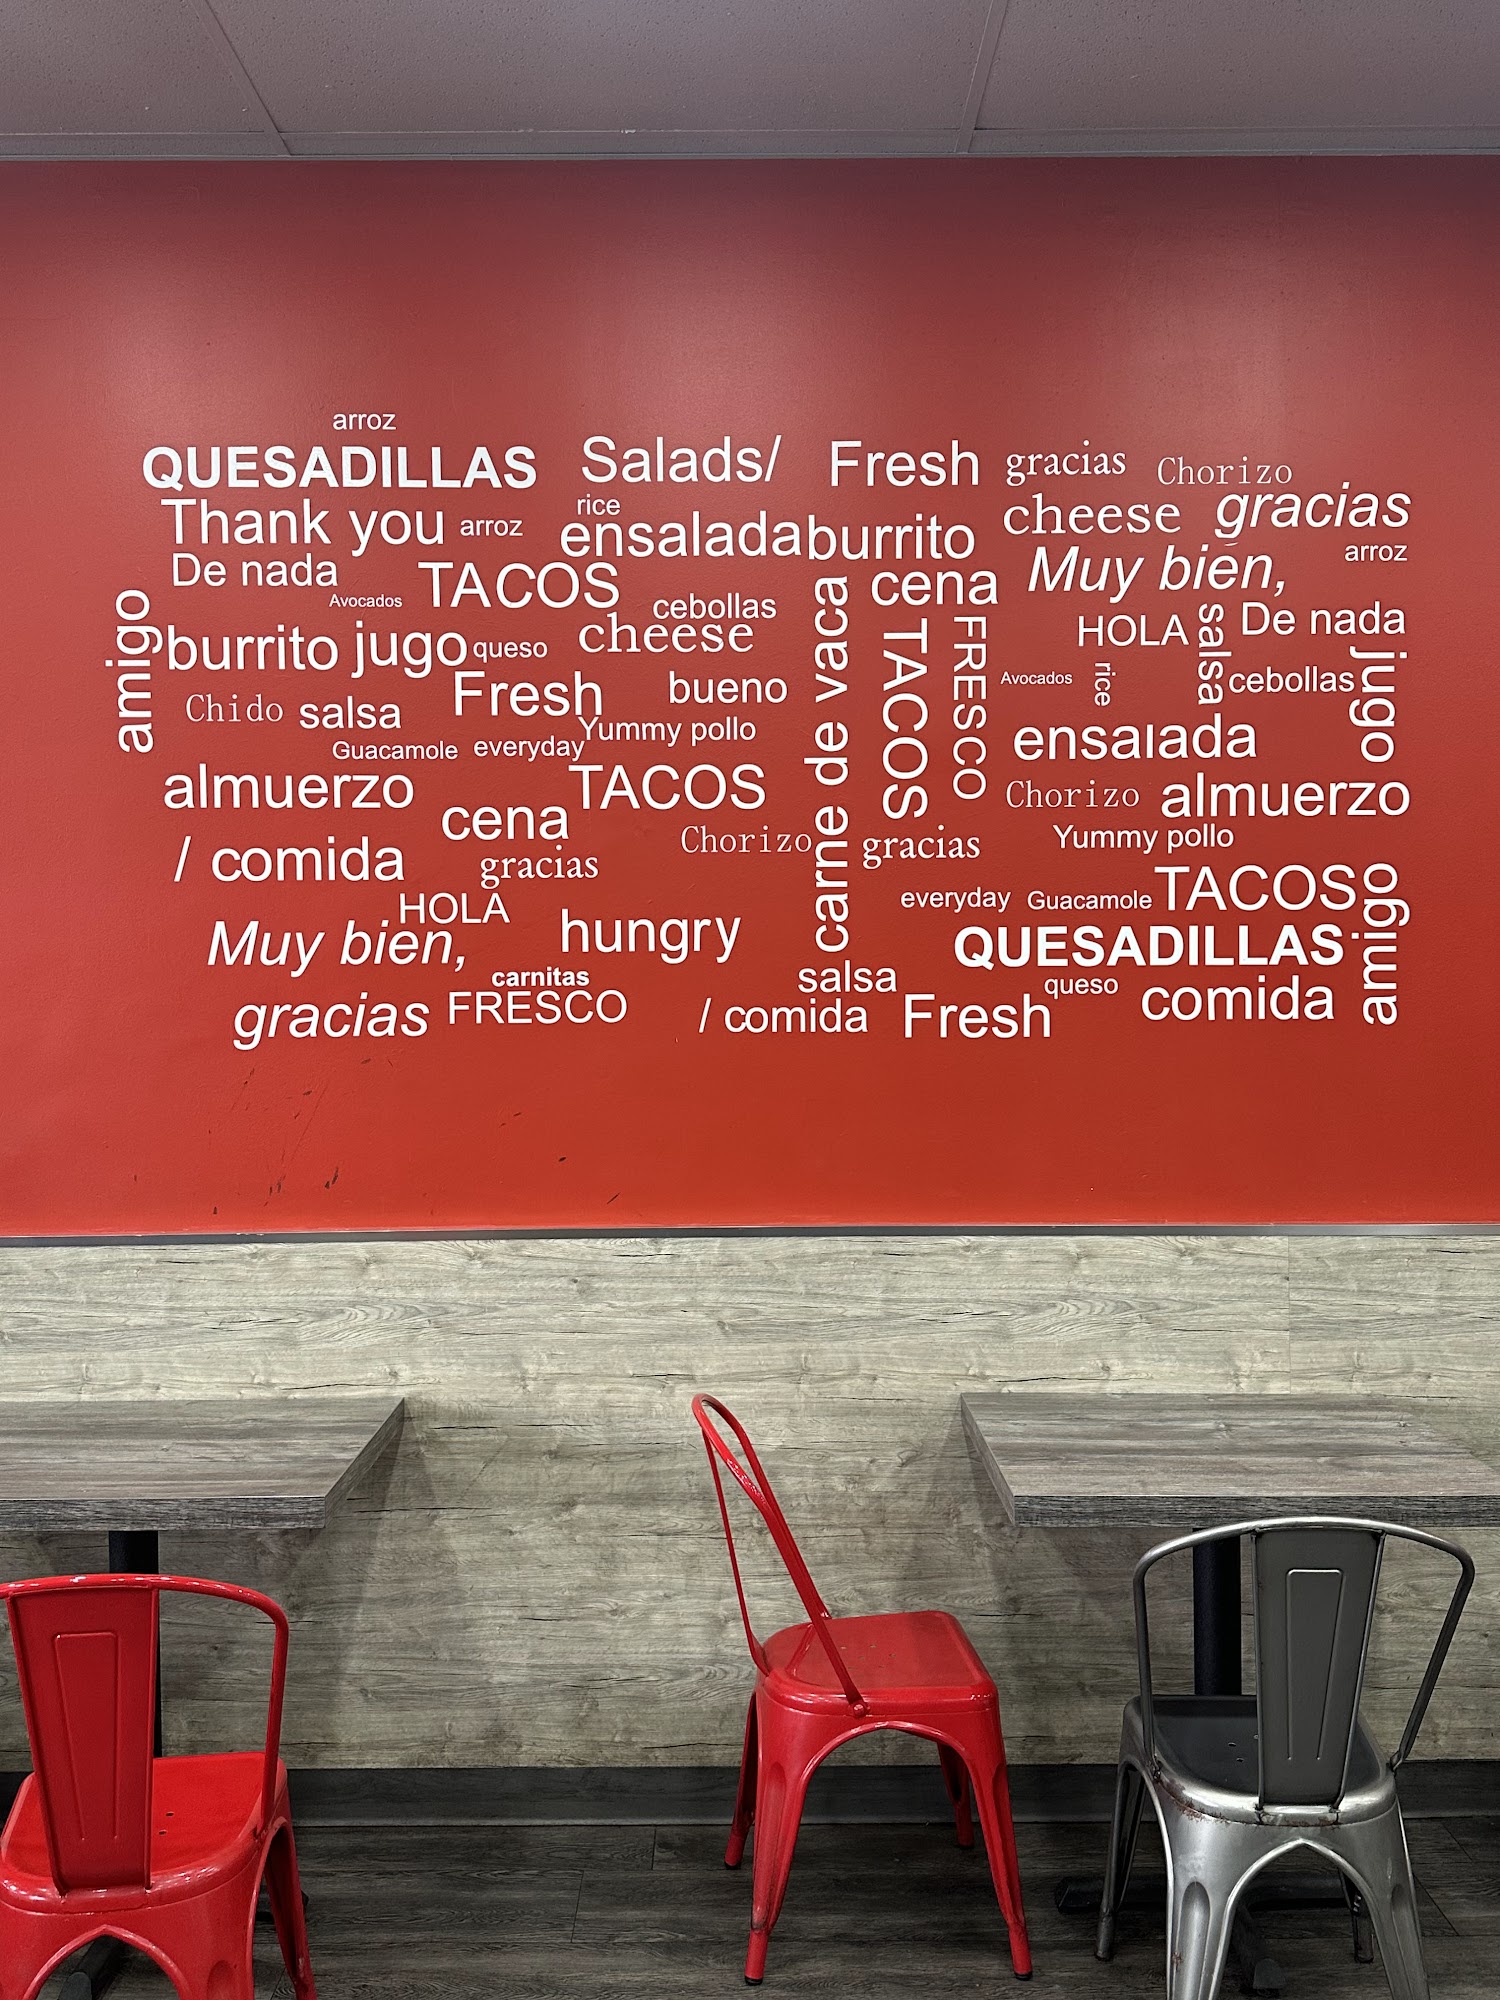 arroz
QUESADILLAS Salads/ Fresh gracias Chorizo
Thank you arroz rice ensalada burrito cheese gracias
De nada Avocados TACOS cebollas cena Muy bien, arroz
amigo burrito jugo queso cheese carne de vaca TACOS FRESCO HOLA salsa De nada
Chido salsa Fresh bueno Avocados rice cebollas jugo
Guacamole everyday Yummy pollo ensalada
almuerzo TACOS Chorizo almuerzo
/ comida cena gracias Chorizo gracias Yummy pollo
HOLA everyday Guacamole TACOS amigo
Muy bien, hungry QUESADILLAS
carnitas salsa queso
gracias FRESCO / comida Fresh comida